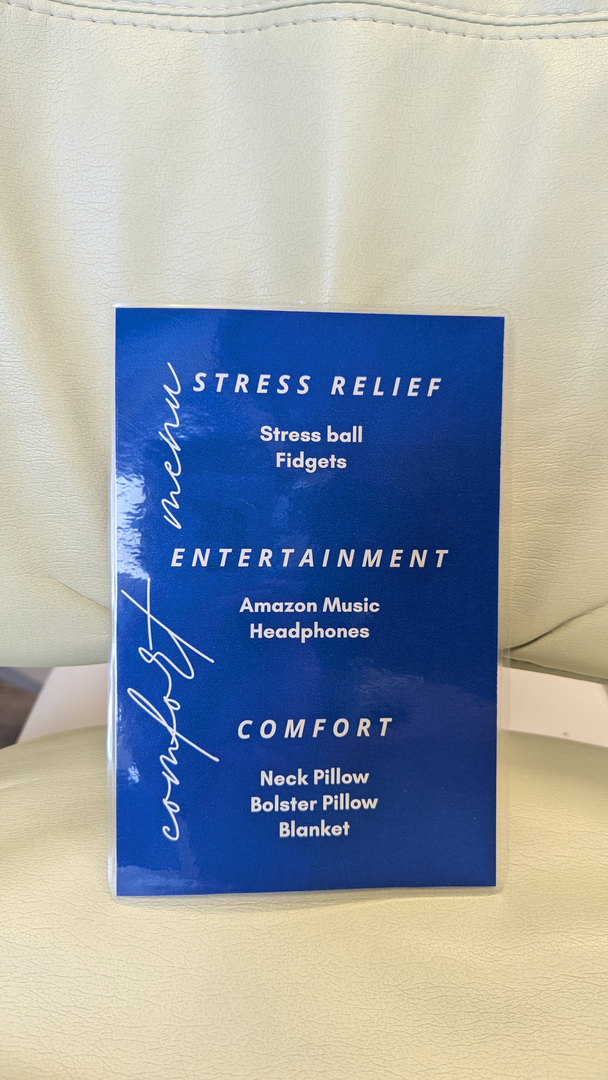 comfort menu
STRESS RELIEF
Stress ball
Fidgets
ENTERTAINMENT
Amazon Music
Headphones
COMFORT
Neck Pillow
Bolster Pillow
Blanket